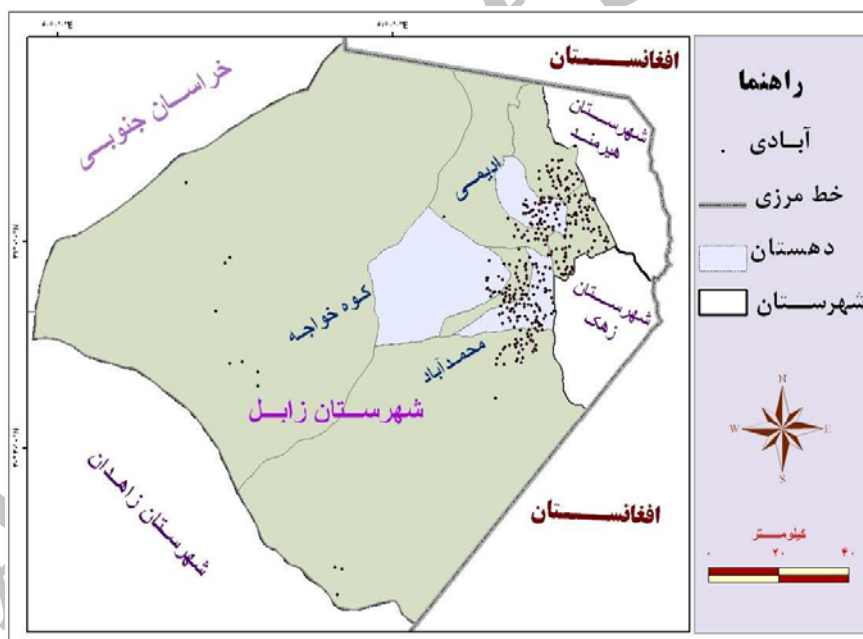 افغانستان
خراسان جنوبی
شهرستان
هیرمند
ادیمی
کوه خواجه
شهرستان
زهک
محمدآباد
شهرستان زابل
شهرستان زاهدان
افغانستان
راهنما
آبادی
خط مرزی
دهستان
شهرستان
N
W
E
S
کیلومتر
۰ ۲۰ ۴۰